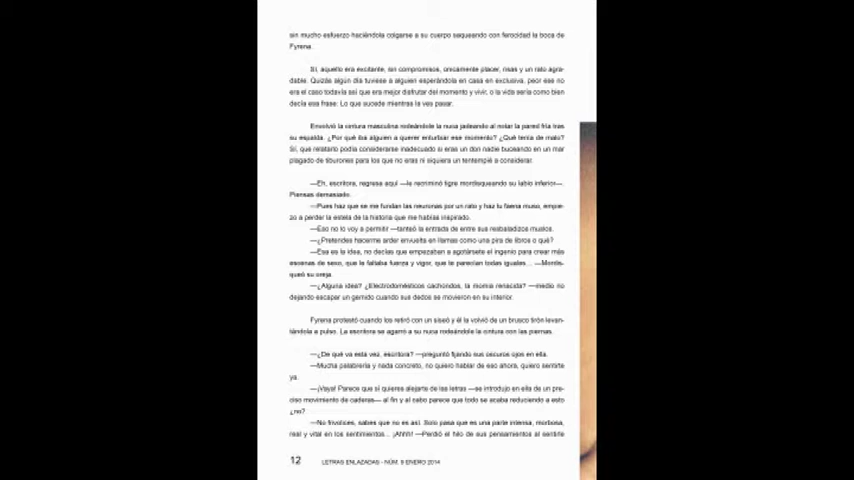 sin mucho esfuerzo haciéndola colgarse a su cuerpo saqueando con ferocidad la boca de
Fyrena.
Sí, aquello era excitante, sin compromisos, únicamente placer, risas y un rato agra-
dable. Quizás algún día tuviese a alguien esperándola en casa en exclusiva, peor ese no
era el caso todavía así que era mejor disfrutar del momento y vivir, o la vida sería como bien
decía esa frase: Lo que sucede mientras la ves pasar.
Envolvió la cintura masculina rodeándole la nuca jadeando al notar la pared fría tras
su espalda. ¿Por qué iba alguien a querer enturbiar ese momento? ¿Qué tenía de malo?
Sí, que relatarlo podía considerarse inadecuado si eras un don nadie buceando en un mar
plagado de tiburones para los que no eras ni siquiera un tentempié a considerar.
—Eh, escritora, regresa aquí —le recriminó tigre mordisqueando su labio inferior—.
Piensas demasiado.
—Pues haz que se me fundan las neuronas por un rato y haz tu faena muso, empie-
zo a perder la estela de la historia que me habías inspirado.
—Eso no lo voy a permitir —tanteó la entrada de entre sus resbaladizos muslos.
—¿Pretendes hacerme arder envuelta en llamas como una pira de libros o qué?
—Esa es la idea, no decías que empezaban a agotársete el ingenio para crear más
escenas de sexo, que le faltaba fuerza y vigor, que te parecían todas iguales... —Mordis-
queó su oreja.
—¿Alguna idea? ¿Electrodomésticos cachondos, la momia renacida? —medio no
dejando escapar un gemido cuando sus dedos se movieron en su interior.
Fyrena protestó cuando los retiró con un siseó y él la volvió de un brusco tirón levan-
tándola a pulso. La escritora se agarró a su nuca rodeándole la cintura con las piernas.
—¿De qué va esta vez, escritora? —preguntó fijando sus oscuros ojos en ella.
—Mucha palabrería y nada concreto, no quiero hablar de eso ahora, quiero sentirte
ya.
—¡Vaya! Parece que sí quieres alejarte de las letras —se introdujo en ella de un pre-
ciso movimiento de caderas— al fin y al cabo parece que todo se acaba reduciendo a esto
¿no?
—No frivolices, sabes que no es así. Solo pasa que es una parte intensa, morbosa,
real y vital en los sentimientos... ¡Ahhh! —Perdió el hilo de sus pensamientos al sentirle
12 LETRAS ENLAZADAS - NÚM. 9 ENERO 2014